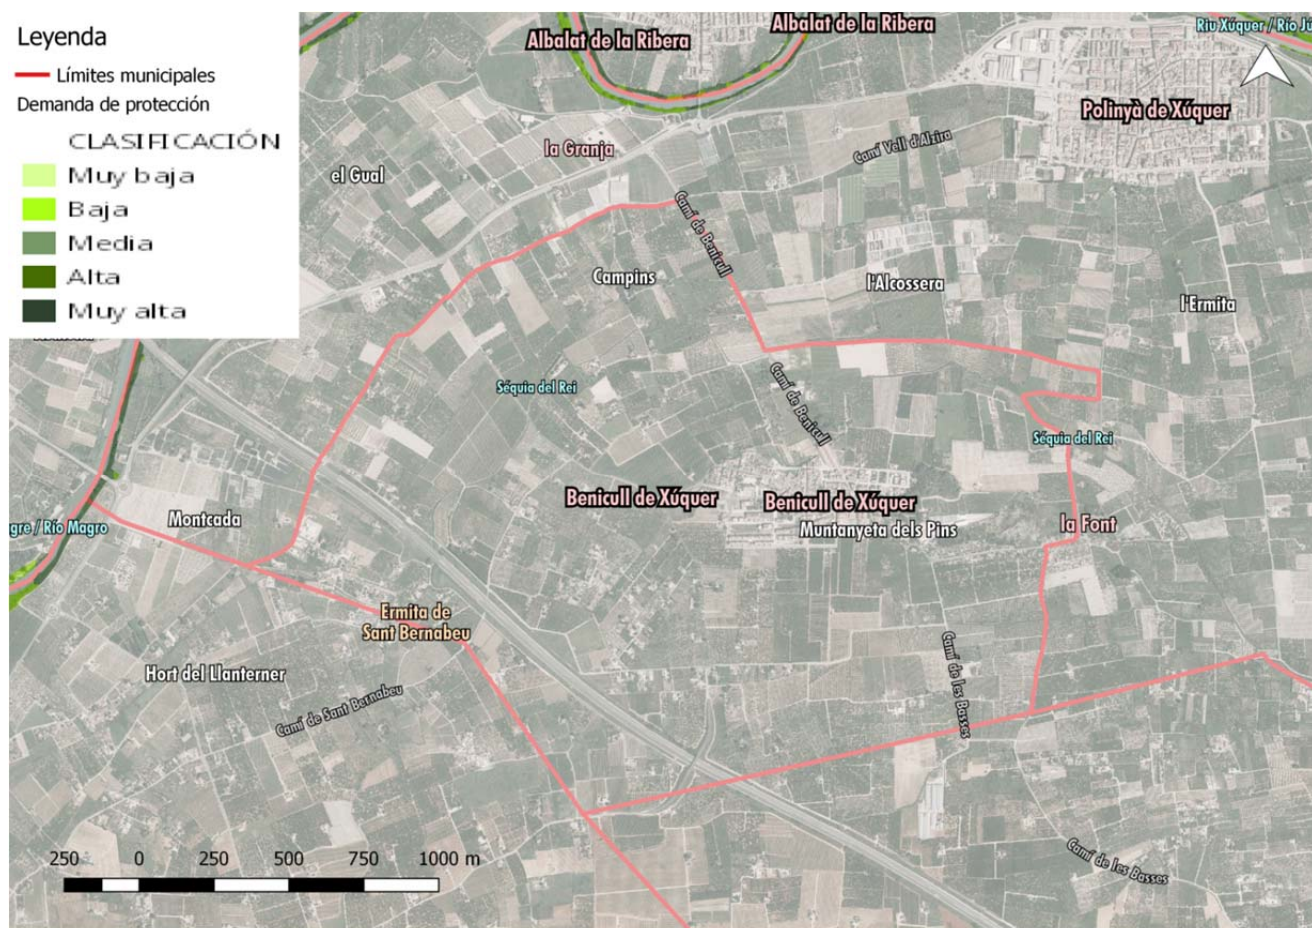 Leyenda
Límites municipales
Demanda de protección
CLASIFICACIÓN
Muy baja
Baja
Media
Alta
Muy alta
Albalat de la Ribera
Albalat de la Ribera
Riu Xúquer / Río Jú
Polinyà de Xúquer
la Granja
Camí Vell d'Alzira
el Gual
Camí de Benicull
Campins
l'Alcossera
l'Ermita
Séquia del Rei
Camí de Benicull
Séquia del Rei
Benicull de Xúquer
Benicull de Xúquer
Montcada
gre / Río Magro
Muntanyeta dels Pins
la Font
Ermita de
Sant Bernabeu
Hort del Llanterner
Camí de Sant Bernabeu
Camí de les Basses
Camí de les Basses
250 0 250 500 750 1000 m